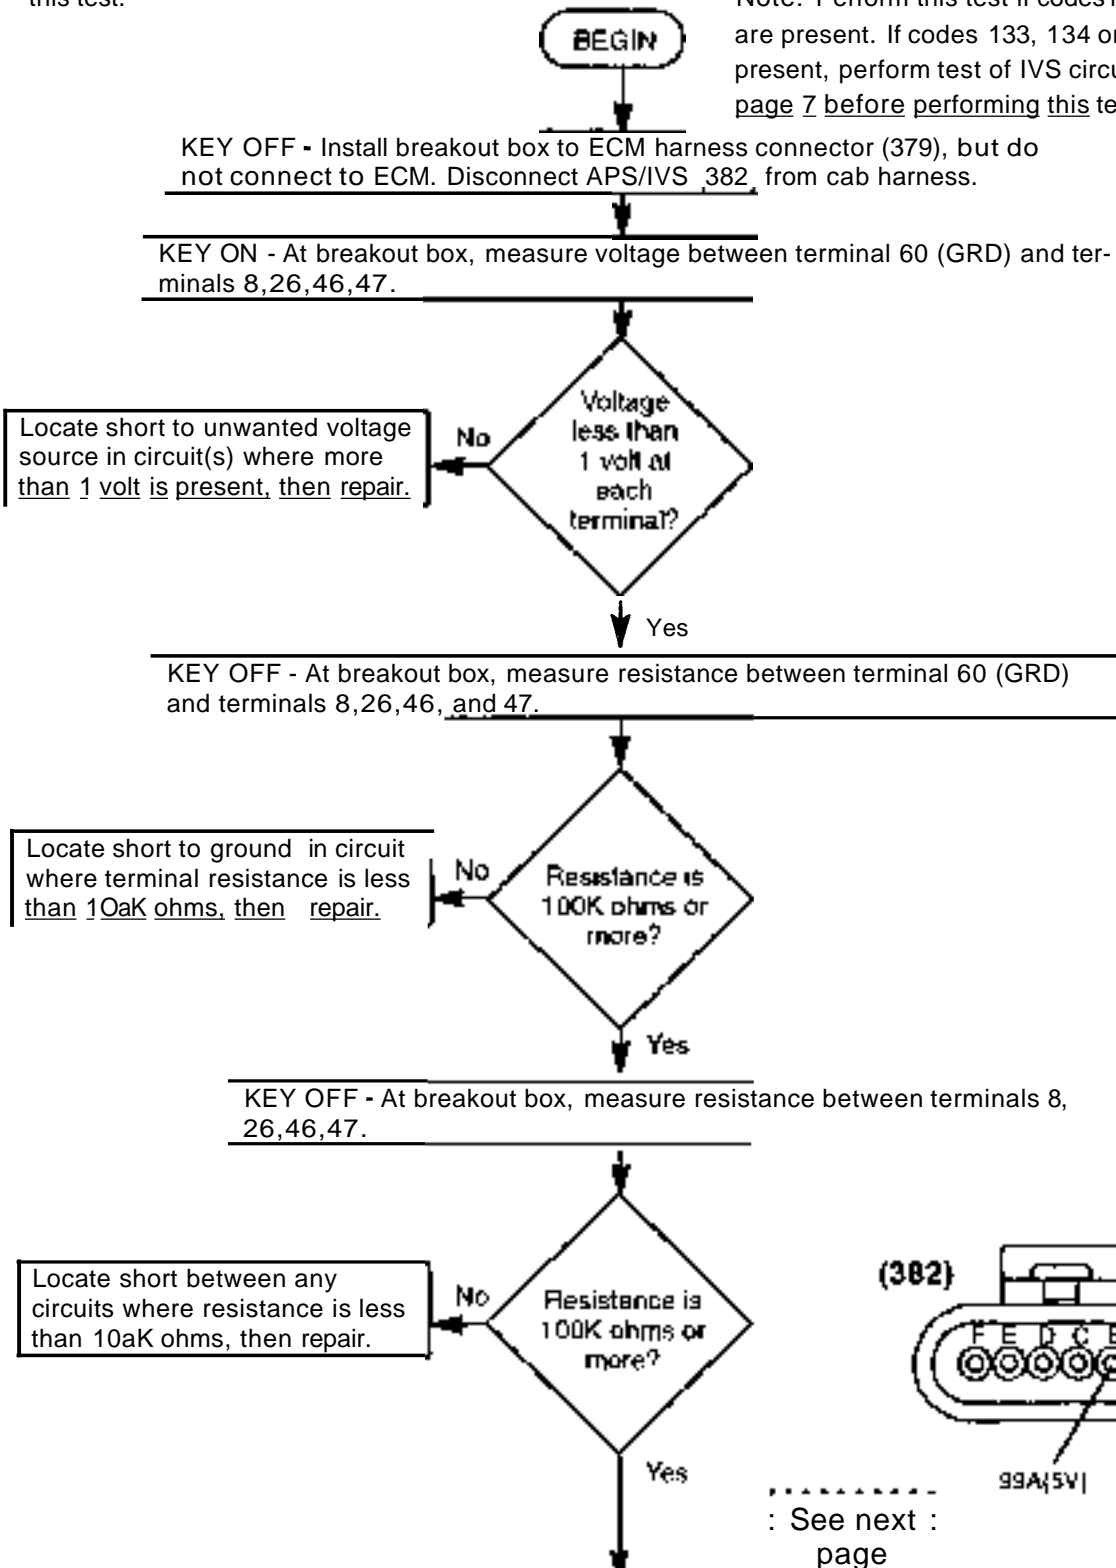 this test.
BEGIN
Note: Perform this test if codes
are present. If codes 133, 134 or
present, perform test of IVS
page 7 before performing this
KEY OFF - Install breakout box to ECM harness connector (379), but do
not connect to ECM. Disconnect APS/IVS 382 from cab harness.
KEY ON - At breakout box, measure voltage between terminal 60 (GRD) and ter-
minals 8,26,46,47.
Voltage
less than
1 volt at
each
terminal?
No
Locate short to unwanted voltage
source in circuit(s) where more
than 1 volt is present, then repair.
Yes
KEY OFF - At breakout box, measure resistance between terminal 60 (GRD)
and terminals 8,26,46, and 47.
Resistance is
100K ohms or
more?
No
Locate short to ground in circuit
where terminal resistance is less
than 1OaK ohms, then repair.
Yes
KEY OFF - At breakout box, measure resistance between terminals 8,
26,46,47.
Resistance is
100K ohms or
more?
No
Locate short between any
circuits where resistance is less
than 10aK ohms, then repair.
Yes
(382)
F E D C B
99A(5V)
: See next :
page